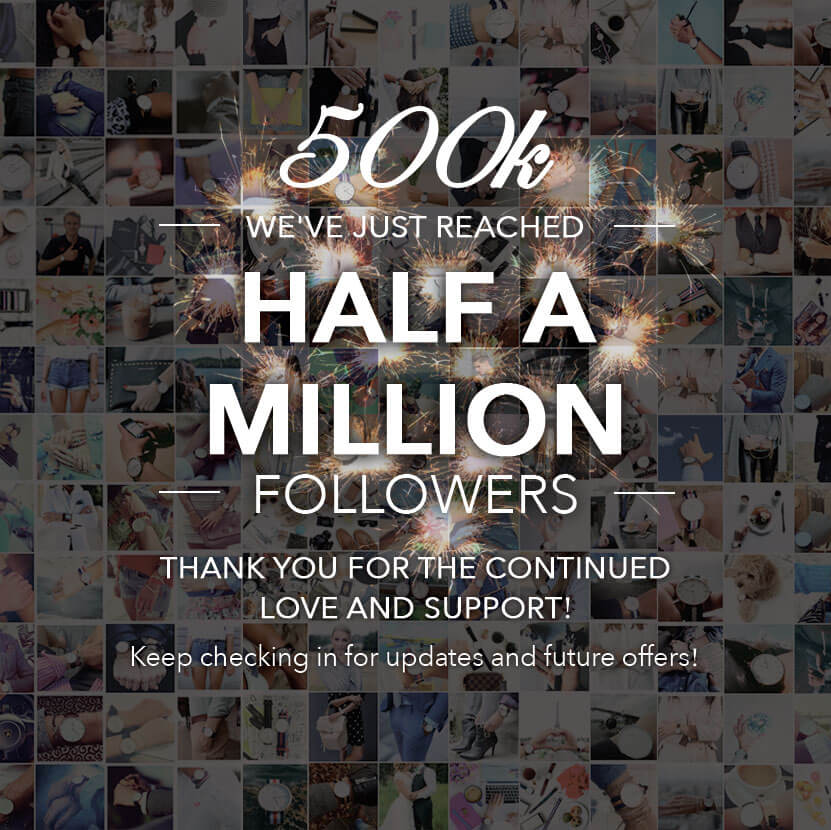 500k
WE'VE JUST REACHED
HALF A
MILLION
FOLLOWERS
THANK YOU FOR THE CONTINUED
LOVE AND SUPPORT!
Keep checking in for updates and future offers!